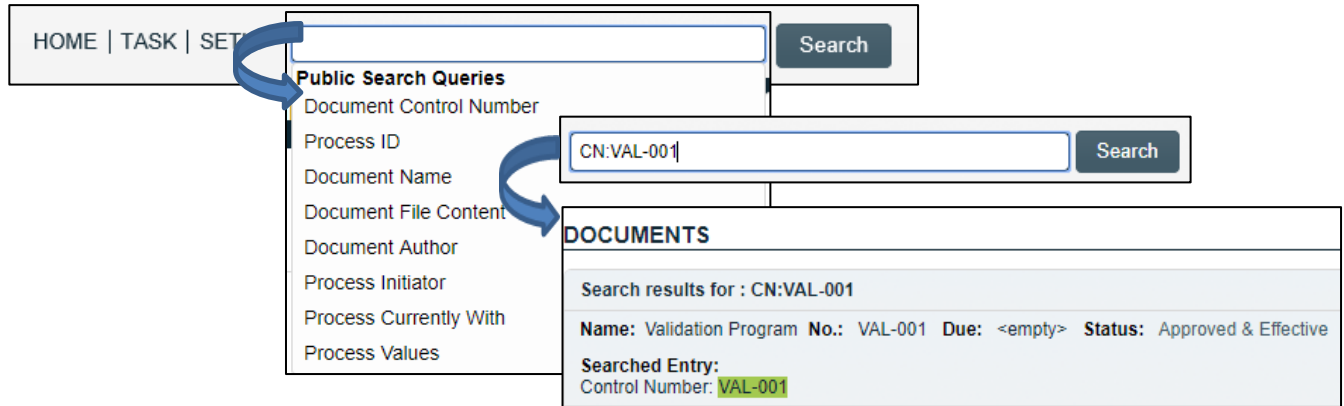 HOME | TASK | SET
Search
Public Search Queries
Document Control Number
Process ID
Document Name
Document File Content
Document Author
Process Initiator
Process Currently With
Process Values
CN:VAL-001
Search
DOCUMENTS
Search results for : CN:VAL-001
Name: Validation Program No.: VAL-001 Due: <empty> Status: Approved & Effective
Searched Entry:
Control Number: VAL-001